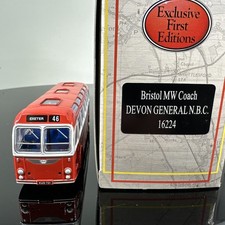 Exclusive
First
Editions
Bristol MW Coach
DEVON GENERAL N.B.C.
16224
EXETER 46